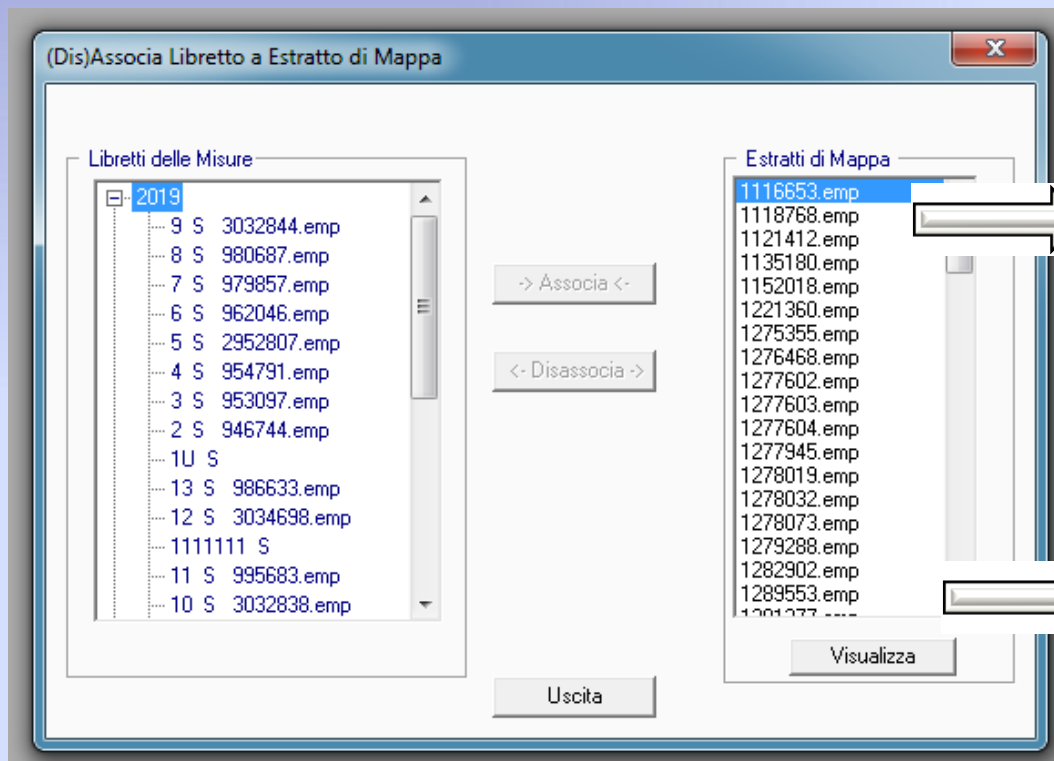 (Dis)Associa Libretto a Estratto di Mappa
Libretti delle Misure
2019
9 S 3032844.emp
8 S 980687.emp
7 S 979857.emp
6 S 962046.emp
5 S 2952807.emp
4 S 954791.emp
3 S 953097.emp
2 S 946744.emp
1U S
13 S 986633.emp
12 S 3034698.emp
1111111 S
11 S 995683.emp
10 S 3032838.emp
-> Associa <-
<- Disassocia ->
Uscita
Estratti di Mappa
1116653.emp
1118768.emp
1121412.emp
1135180.emp
1152018.emp
1221360.emp
1275355.emp
1276468.emp
1277602.emp
1277603.emp
1277604.emp
1277945.emp
1278019.emp
1278032.emp
1278073.emp
1279288.emp
1282902.emp
1289553.emp
Visualizza